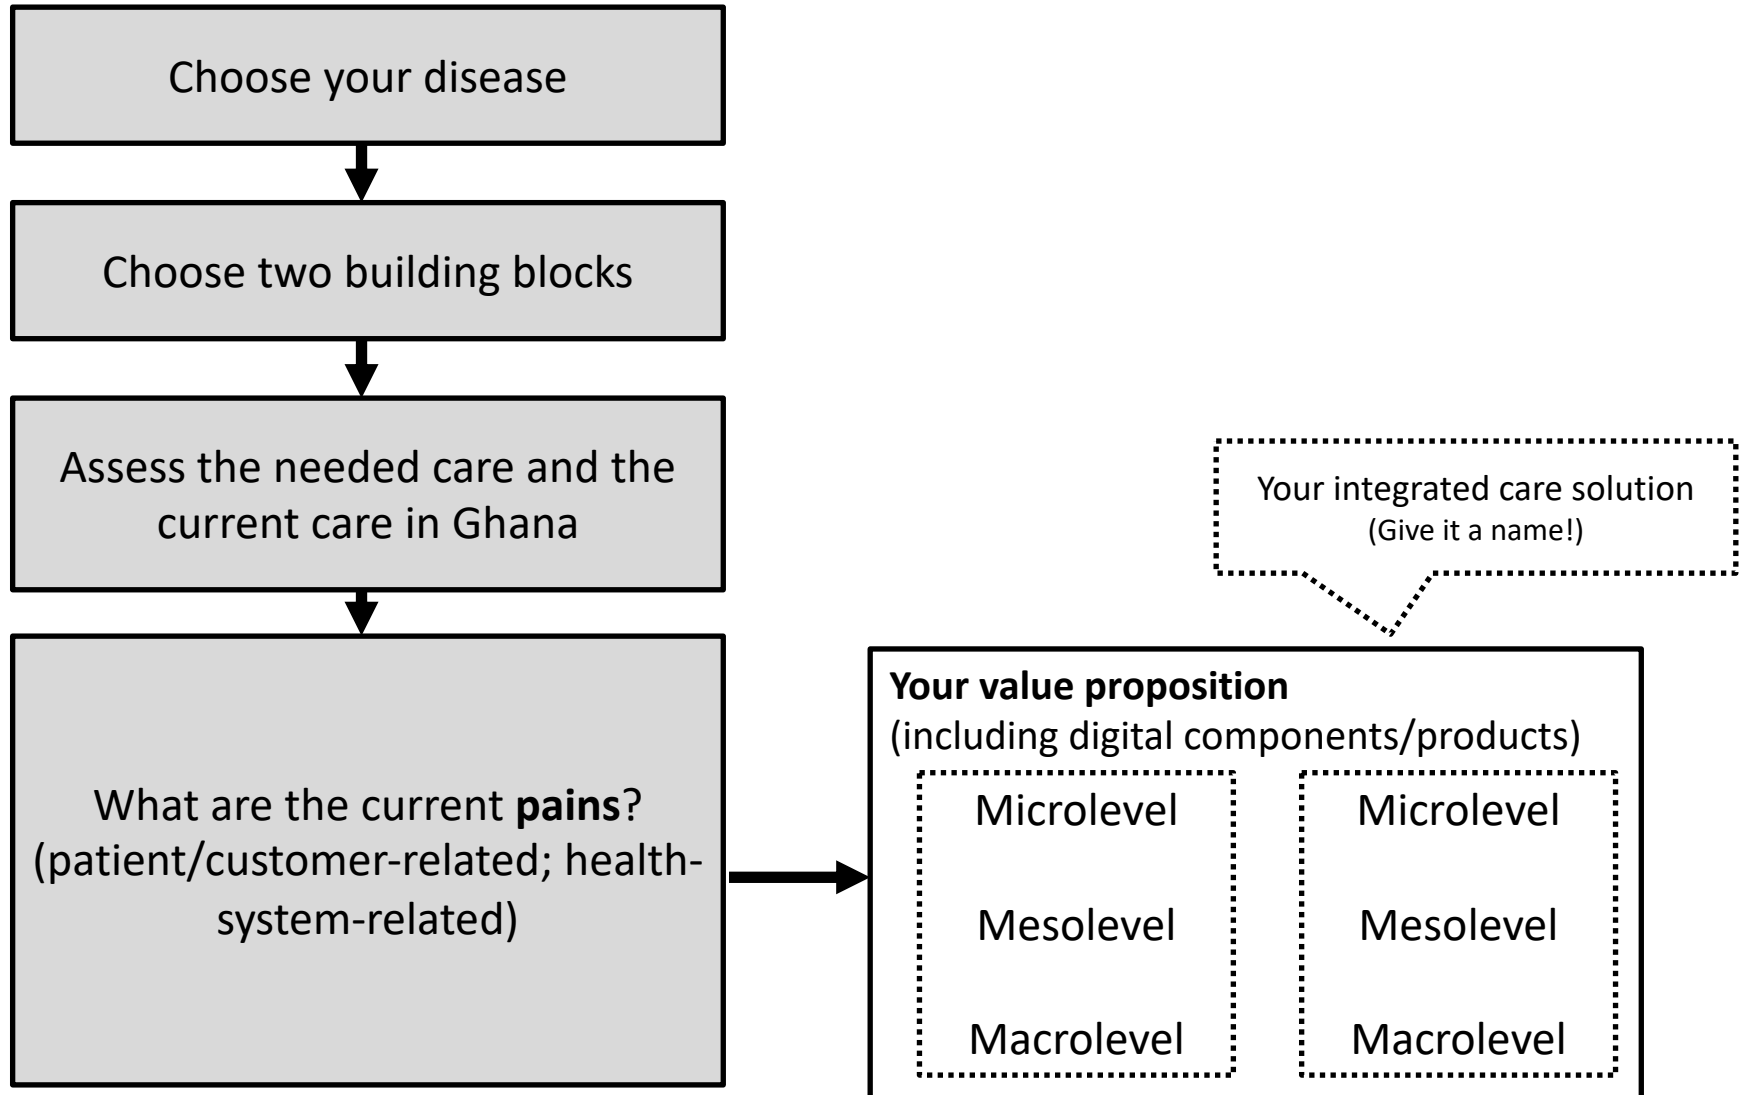 Choose your disease
Choose two building blocks
Assess the needed care and the
current care in Ghana
What are the current pains?
(patient/customer-related; health-
system-related)
Your integrated care solution
(Give it a name!)
Your value proposition
(including digital components/products)
Microlevel
Mesolevel
Macrolevel
Microlevel
Mesolevel
Macrolevel